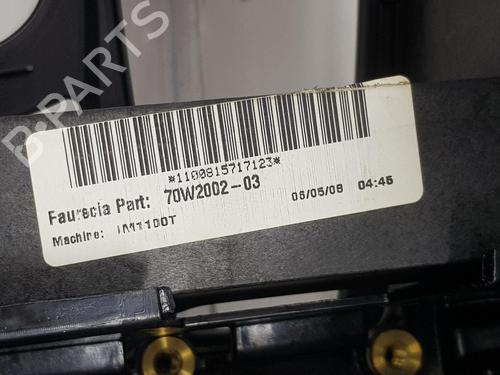 *1100815717123*
Faurecia Part: 70W2002-03
06/05/08 04:45
Machine: IM1100T
B-PARTS